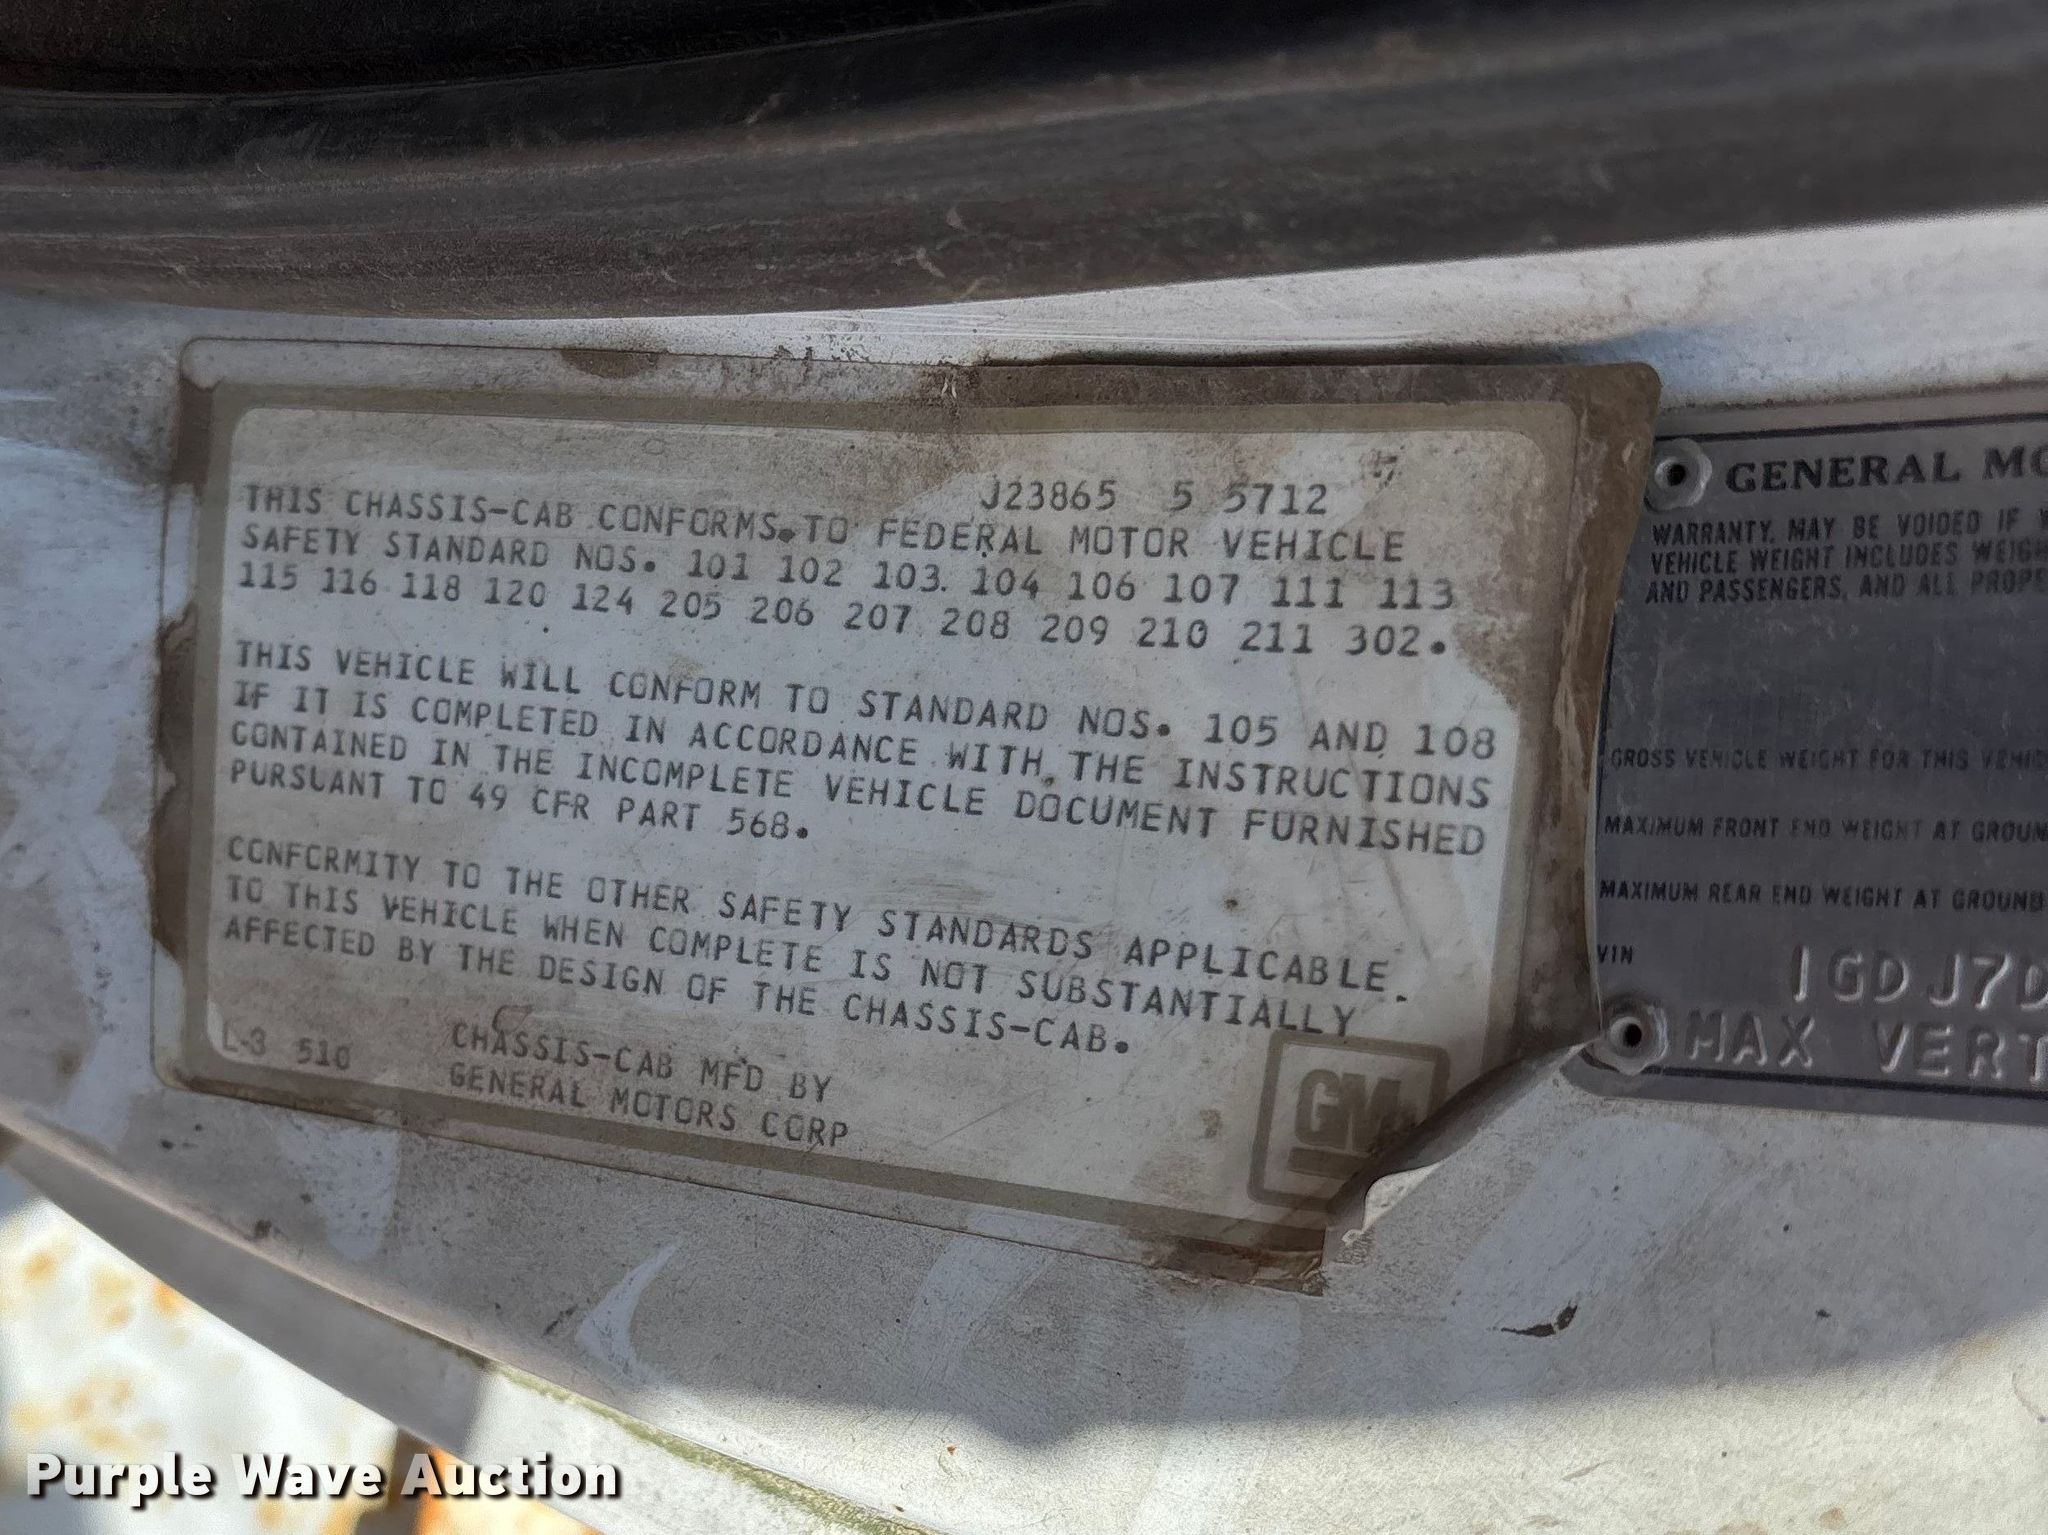 J23865 5 5712
THIS CHASSIS-CAB CONFORMS TO FEDERAL MOTOR VEHICLE
SAFETY STANDARD NOS. 101 102 103 104 106 107 111 113
115 116 118 120 124 205 206 207 208 209 210 211 302.
THIS VEHICLE WILL CONFORM TO STANDARD NOS. 105 AND 108
IF IT IS COMPLETED IN ACCORDANCE WITH THE INSTRUCTIONS
CONTAINED IN THE INCOMPLETE VEHICLE DOCUMENT FURNISHED
PURSUANT TO 49 CFR PART 568.
CONFORMITY TO THE OTHER SAFETY STANDARDS APPLICABLE
TO THIS VEHICLE WHEN COMPLETE IS NOT SUBSTANTIALLY
AFFECTED BY THE DESIGN OF THE CHASSIS-CAB.
L-3 510
CHASSIS-CAB MFD BY
GENERAL MOTORS CORP
GM
GENERAL MO
WARRANTY MAY BE VOIDED IF
VEHICLE WEIGHT INCLUDES WEIGH
AND PASSENGERS, AND ALL PROPE
GROSS VEHICLE WEIGHT FOR THIS VEHIC
MAXIMUM FRONT END WEIGHT AT GROUN
MAXIMUM REAR END WEIGHT AT GROUND
VIN 1GDJ7D
MAX VERT
Purple Wave Auction